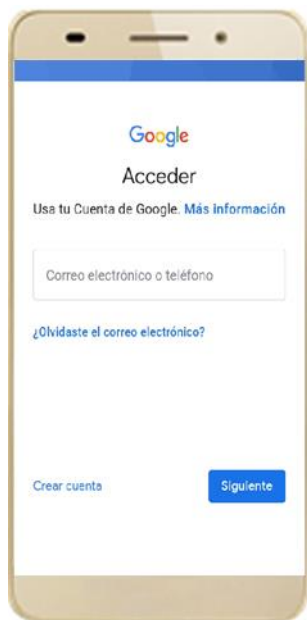 Google
Acceder
Usa tu Cuenta de Google. Más información
Correo electrónico o teléfono
¿Olvidaste el correo electrónico?
Crear cuenta
Siguiente